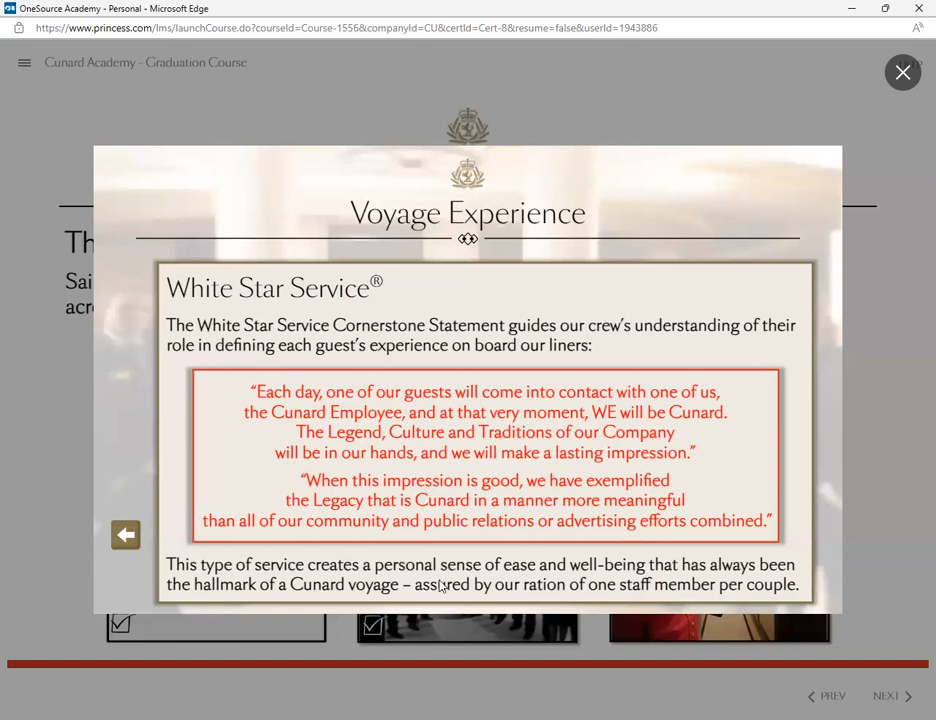 OneSource Academy - Personal - Microsoft Edge
https://www.princess.com/lms/launchCourse.do?courseId=Course-1556&companyId=CU&certId=Cert-8&resume=false&userId=1943886
Cunard Academy - Graduation Course
Voyage Experience
Th
Sai
acr
White Star Service®
The White Star Service Cornerstone Statement guides our crew's understanding of their
role in defining each guest's experience on board our liners:
"Each day, one of our guests will come into contact with one of us,
the Cunard Employee, and at that very moment, WE will be Cunard.
The Legend, Culture and Traditions of our Company
will be in our hands, and we will make a lasting impression."
"When this impression is good, we have exemplified
the Legacy that is Cunard in a manner more meaningful
than all of our community and public relations or advertising efforts combined."
This type of service creates a personal sense of ease and well-being that has always been
the hallmark of a Cunard voyage – assured by our ration of one staff member per couple.
PREV
NEXT